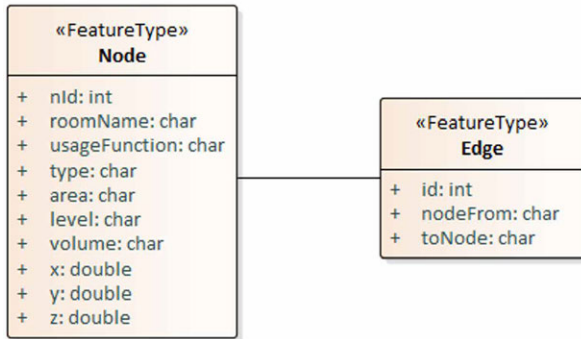 «FeatureType»
Node
+ nId: int
+ roomName: char
+ usageFunction: char
+ type: char
+ area: char
+ level: char
+ volume: char
+ x: double
+ y: double
+ z: double
«FeatureType»
Edge
+ id: int
+ nodeFrom: char
+ toNode: char